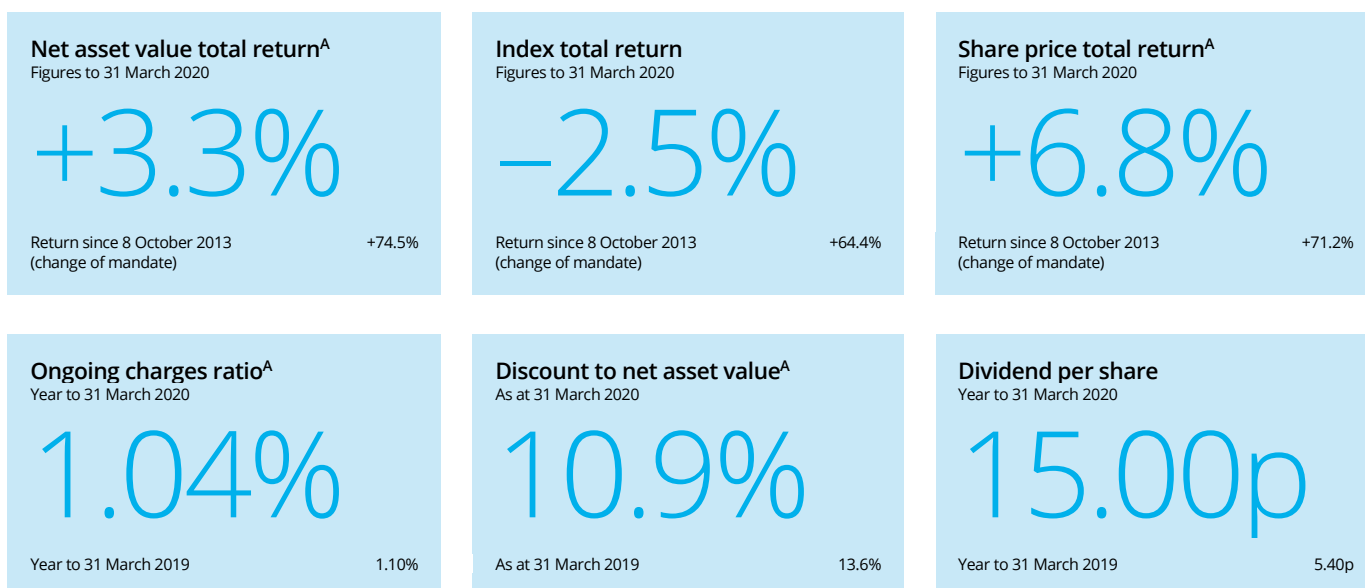 Net asset value total returnA
Figures to 31 March 2020
+3.3%
Return since 8 October 2013 +74.5%
(change of mandate)
Index total return
Figures to 31 March 2020
–2.5%
Return since 8 October 2013 +64.4%
(change of mandate)
Share price total returnA
Figures to 31 March 2020
+6.8%
Return since 8 October 2013 +71.2%
(change of mandate)
Ongoing charges ratioA
Year to 31 March 2020
1.04%
Year to 31 March 2019 1.10%
Discount to net asset valueA
As at 31 March 2020
10.9%
As at 31 March 2019 13.6%
Dividend per share
Year to 31 March 2020
15.00p
Year to 31 March 2019 5.40p